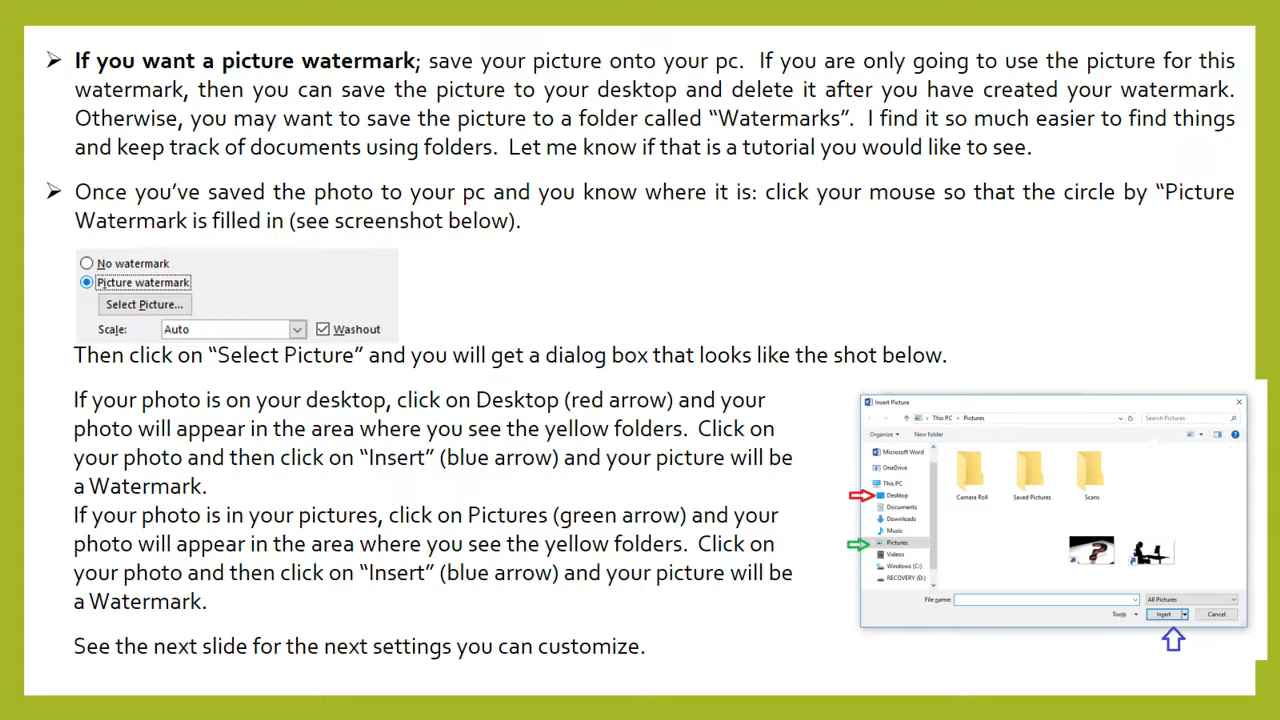 ➢ If you want a picture watermark; save your picture onto your pc. If you are only going to use the picture for this
watermark, then you can save the picture to your desktop and delete it after you have created your watermark.
Otherwise, you may want to save the picture to a folder called “Watermarks”. I find it so much easier to find things
and keep track of documents using folders. Let me know if that is a tutorial you would like to see.
➢ Once you’ve saved the photo to your pc and you know where it is: click your mouse so that the circle by “Picture
Watermark is filled in (see screenshot below).
No watermark
Picture watermark
Select Picture...
Scale: Auto Washout
Then click on “Select Picture” and you will get a dialog box that looks like the shot below.
If your photo is on your desktop, click on Desktop (red arrow) and your
photo will appear in the area where you see the yellow folders. Click on
your photo and then click on “Insert” (blue arrow) and your picture will be
a Watermark.
If your photo is in your pictures, click on Pictures (green arrow) and your
photo will appear in the area where you see the yellow folders. Click on
your photo and then click on “Insert” (blue arrow) and your picture will be
a Watermark.
See the next slide for the next settings you can customize.
Insert Picture
This PC › Pictures
Search Pictures
Organize New folder
Microsoft Word
OneDrive
This PC
Desktop
Documents
Downloads
Music
Pictures
Videos
Windows (C:)
RECOVERY (D:)
Camera Roll Saved Pictures Scans
?
File name: All Pictures
Tools Insert Cancel